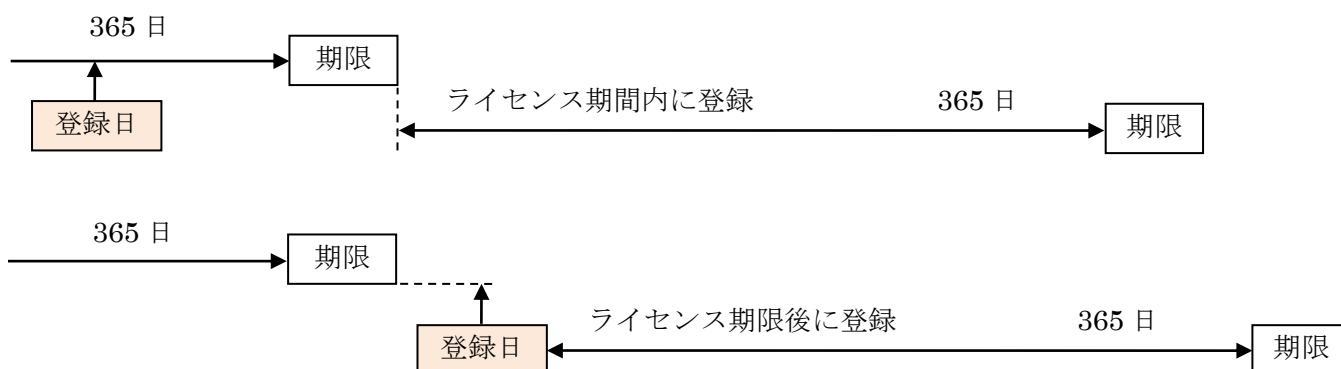 365 日
期限
ライセンス期間内に登録
365 日
登録日
期限
365 日
期限
ライセンス期限後に登録
365 日
登録日
期限